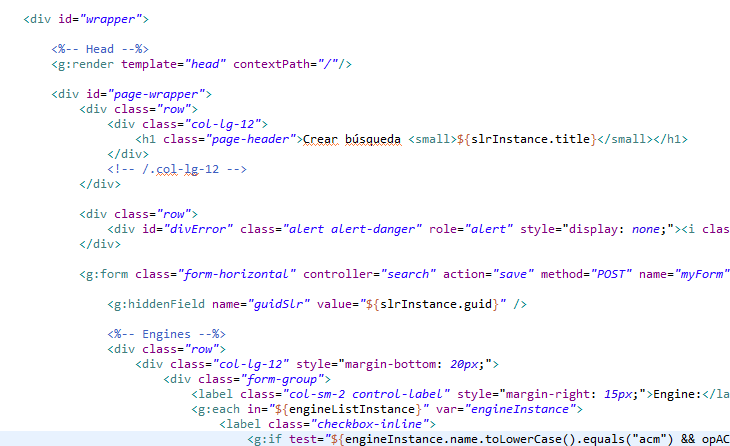 <div id="wrapper">
<%-- Head --%>
<g:render template="head" contextPath="/"/>
<div id="page-wrapper">
<div class="row">
<div class="col-lg-12">
<h1 class="page-header">Crear búsqueda <small>${slrInstance.title}</small></h1>
</div>
<!-- /.col-lg-12 -->
</div>
<div class="row">
<div id="divError" class="alert alert-danger" role="alert" style="display: none;"><i clas
</div>
<g:form class="form-horizontal" controller="search" action="save" method="POST" name="myForm"
<g:hiddenField name="guidSlr" value="${slrInstance.guid}" />
<%-- Engines --%>
<div class="row">
<div class="col-lg-12" style="margin-bottom: 20px;">
<div class="form-group">
<label class="col-sm-2 control-label" style="margin-right: 15px;">Engine:</la
<g:each in="${engineListInstance}" var="engineInstance">
<label class="checkbox-inline">
<g:if test="${engineInstance.name.toLowerCase().equals("acm") && opAC